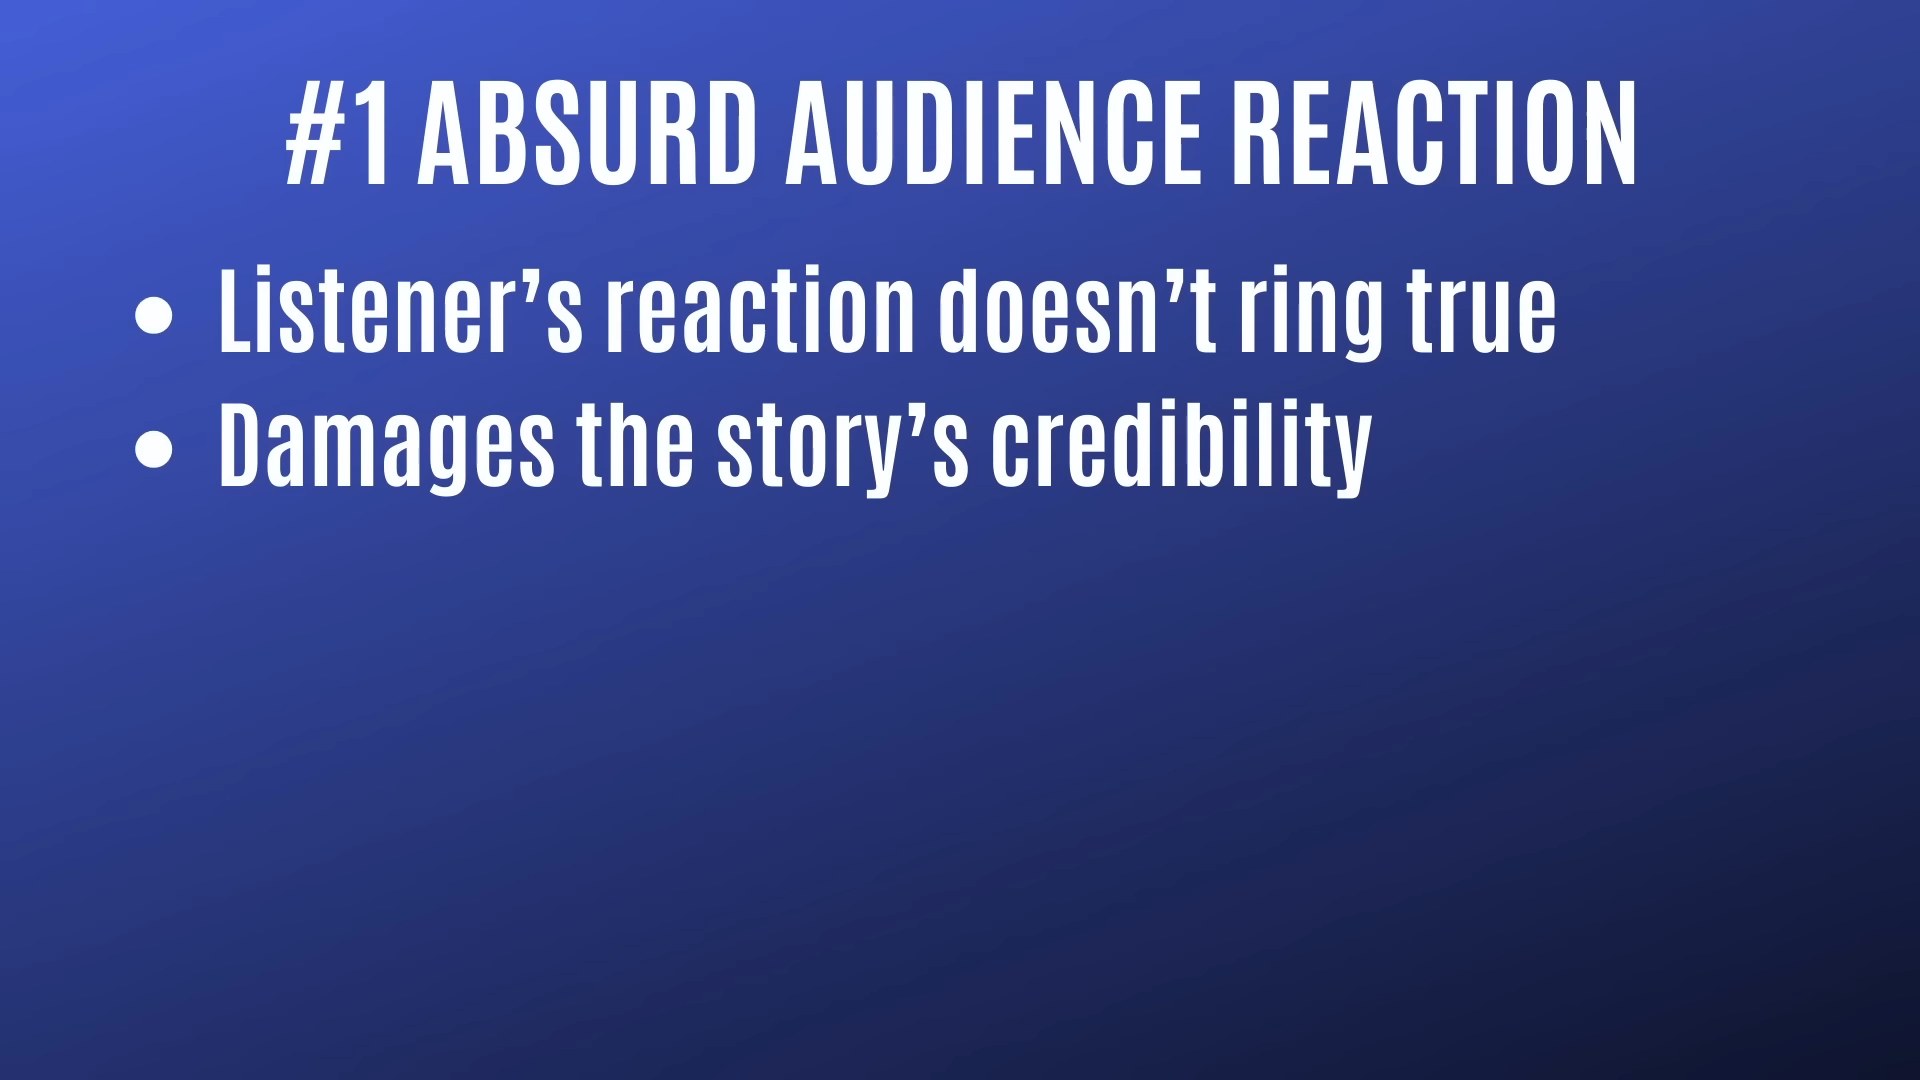 #1 ABSURD AUDIENCE REACTION
• Listener’s reaction doesn’t ring true
• Damages the story’s credibility